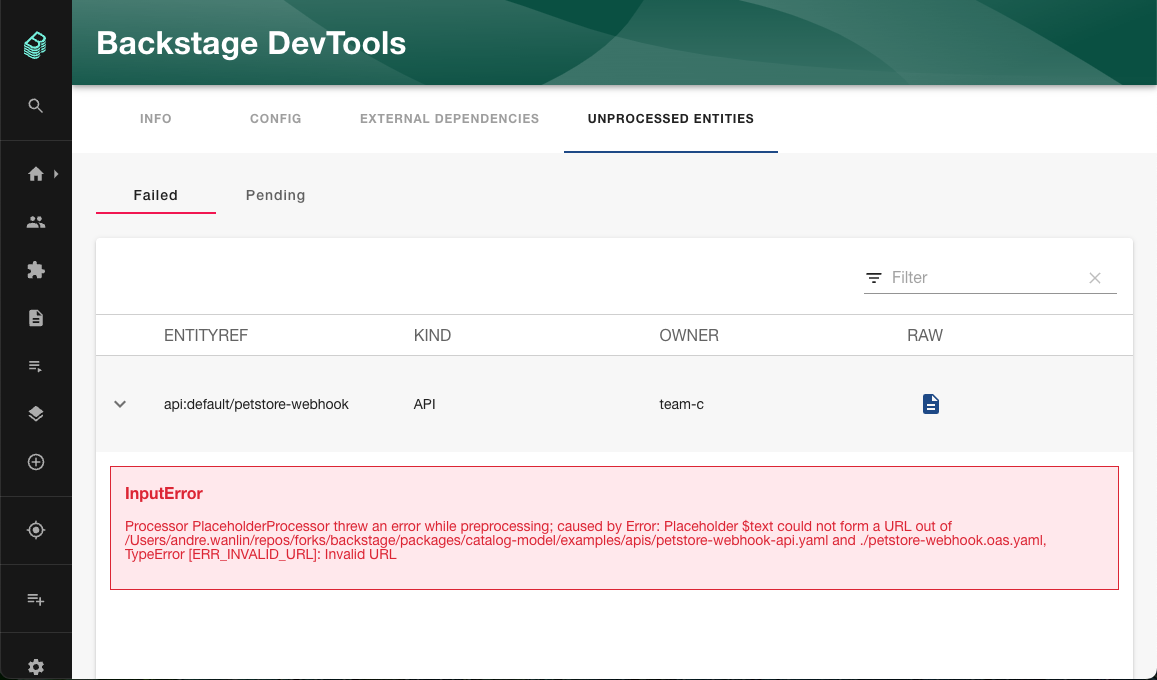 Backstage DevTools
INFO CONFIG EXTERNAL DEPENDENCIES UNPROCESSED ENTITIES
Failed Pending
Filter
ENTITYREF KIND OWNER RAW
api:default/petstore-webhook API team-c
InputError
Processor PlaceholderProcessor threw an error while preprocessing; caused by Error: Placeholder $text could not form a URL out of
/Users/andre.wanlin/repos/forks/backstage/packages/catalog-model/examples/apis/petstore-webhook-api.yaml and ./petstore-webhook.oas.yaml,
TypeError [ERR_INVALID_URL]: Invalid URL